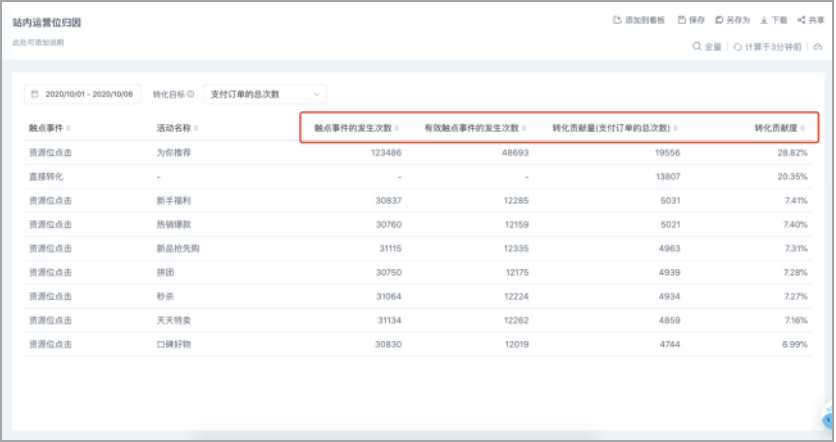 站内运营位归因
添加到看板 保存 另存为 下载 共享
此处可添加说明
全量 计算于3分钟前
2020/10/01 - 2020/10/08 转化目标 支付订单的总次数
触点事件 活动名称 触点事件的发生次数 有效触点事件的发生次数 转化贡献量(支付订单的总次数) 转化贡献度
资源位点击 为你推荐 123486 48693 19556 28.82%
直接转化 - - - 13807 20.35%
资源位点击 新手福利 30837 12285 5031 7.41%
资源位点击 热销爆款 30760 12159 5021 7.40%
资源位点击 新品抢先购 31115 12335 4963 7.31%
资源位点击 拼团 30750 12175 4939 7.28%
资源位点击 秒杀 31064 12224 4934 7.27%
资源位点击 天天特卖 31134 12262 4859 7.16%
资源位点击 口碑好物 30830 12019 4744 6.99%